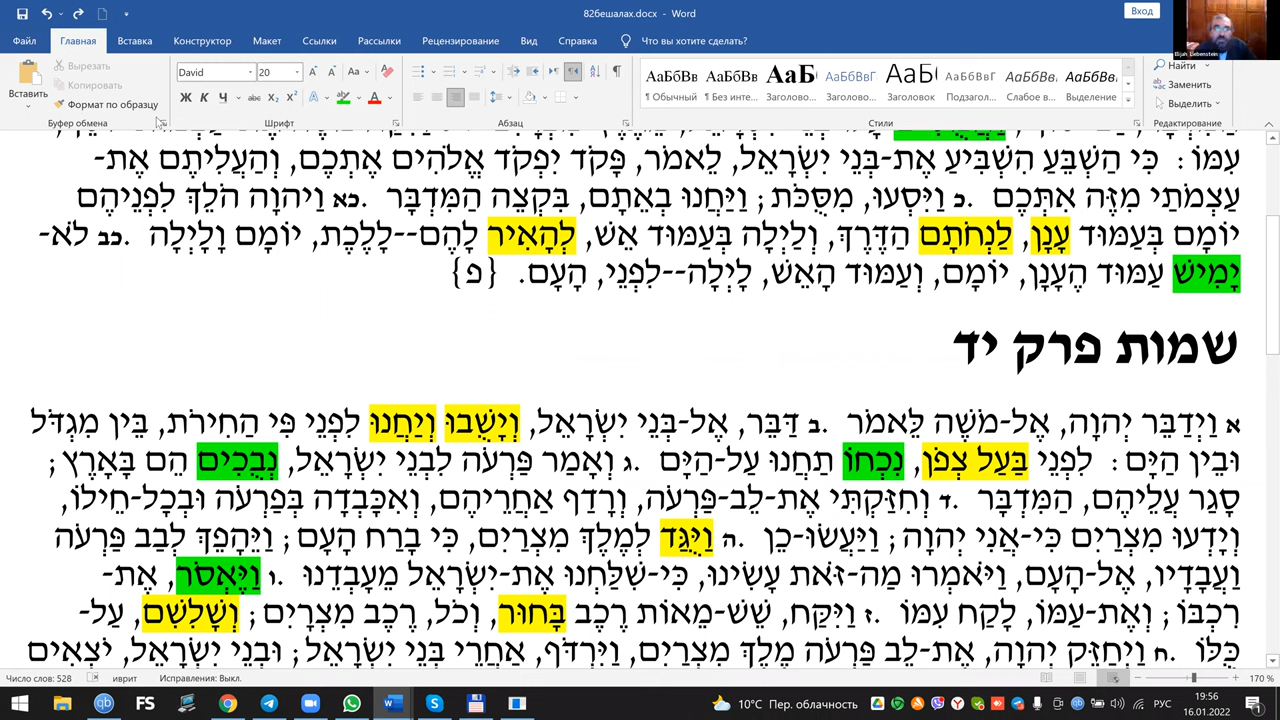 82бешалах.docx - Word
Вход
Elijah Liebenstein
Файл Главная Вставка Конструктор Макет Ссылки Рассылки Рецензирование Вид Справка Что вы хотите сделать?
Вставить
Вырезать
Копировать
Формат по образцу
Буфер обмена
David 20
Шрифт
Абзац
АаБбВв АаБбВв АаБ АаБбВвГ АаБ АаБбВвГ АаБбВвГ АаБбВв
¶ Обычный ¶ Без инте... Заголово... Заголово... Заголовок Подзагол... Слабое в... Выделение
Стили
Найти
Заменить
Выделить
Редактирование
עִמּוֹ: כִּי הַשְׁבֵּעַ הִשְׁבִּיעַ אֶת-בְּנֵי יִשְׂרָאֵל, לֵאמֹר, פָּקֹד יִפְקֹד אֱלֹהִים אֶתְכֶם, וְהַעֲלִיתֶם אֶת-
עַצְמֹתַי מִזֶּה אִתְּכֶם. כ וַיִּסְעוּ, מִסֻּכֹּת; וַיַּחֲנוּ בְאֵתָם, בִּקְצֵה הַמִּדְבָּר. כא וַיהוָה הֹלֵךְ לִפְנֵיהֶם
יוֹמָם בְּעַמּוּד עָנָן, לַנְחֹתָם הַדֶּרֶךְ, וְלַיְלָה בְּעַמּוּד אֵשׁ, לְהָאִיר לָהֶם--לָלֶכֶת, יוֹמָם וָלָיְלָה. כב לֹא-
יָמִישׁ עַמּוּד הֶעָנָן, יוֹמָם, וְעַמּוּד הָאֵשׁ, לָיְלָה--לִפְנֵי, הָעָם. {פ}
שמות פרק יד
א וַיְדַבֵּר יְהוָה, אֶל-מֹשֶׁה לֵּאמֹר. ב דַּבֵּר, אֶל-בְּנֵי יִשְׂרָאֵל, וְיָשֻׁבוּ וְיַחֲנוּ לִפְנֵי פִּי הַחִירֹת, בֵּין מִגְדֹּל
וּבֵין הַיָּם: לִפְנֵי בַּעַל צְפֹן, נִכְחוֹ תַחֲנוּ עַל-הַיָּם. ג וְאָמַר פַּרְעֹה לִבְנֵי יִשְׂרָאֵל, נְבֻכִים הֵם בָּאָרֶץ;
סָגַר עֲלֵיהֶם, הַמִּדְבָּר. ד וְחִזַּקְתִּי אֶת-לֵב-פַּרְעֹה, וְרָדַף אַחֲרֵיהֶם, וְאִכָּבְדָה בְּפַרְעֹה וּבְכָל-חֵילוֹ,
וְיָדְעוּ מִצְרַיִם כִּי-אֲנִי יְהוָה; וַיַּעֲשׂוּ-כֵן. ה וַיֻּגַּד לְמֶלֶךְ מִצְרַיִם, כִּי בָרַח הָעָם; וַיֵּהָפֵךְ לְבַב פַּרְעֹה
וַעֲבָדָיו, אֶל-הָעָם, וַיֹּאמְרוּ מַה-זֹּאת עָשִׂינוּ, כִּי-שִׁלַּחְנוּ אֶת-יִשְׂרָאֵל מֵעָבְדֵנוּ. ו וַיֶּאְסֹר, אֶת-
רִכְבּוֹ; וְאֶת-עַמּוֹ, לָקַח עִמּוֹ. ז וַיִּקַּח, שֵׁשׁ-מֵאוֹת רֶכֶב בָּחוּר, וְכֹל, רֶכֶב מִצְרָיִם; וְשָׁלִשִׁם, עַל-
כֻּלּוֹ. ח וַיְחַזֵּק יְהוָה, אֶת-לֵב פַּרְעֹה מֶלֶךְ מִצְרַיִם, וַיִּרְדֹּף, אַחֲרֵי בְּנֵי יִשְׂרָאֵל; וּבְנֵי יִשְׂרָאֵל, יֹצְאִים
Число слов: 528 иврит Исправления: Выкл.
170 %
10°C Пер. облачность
РУС
19:56
16.01.2022